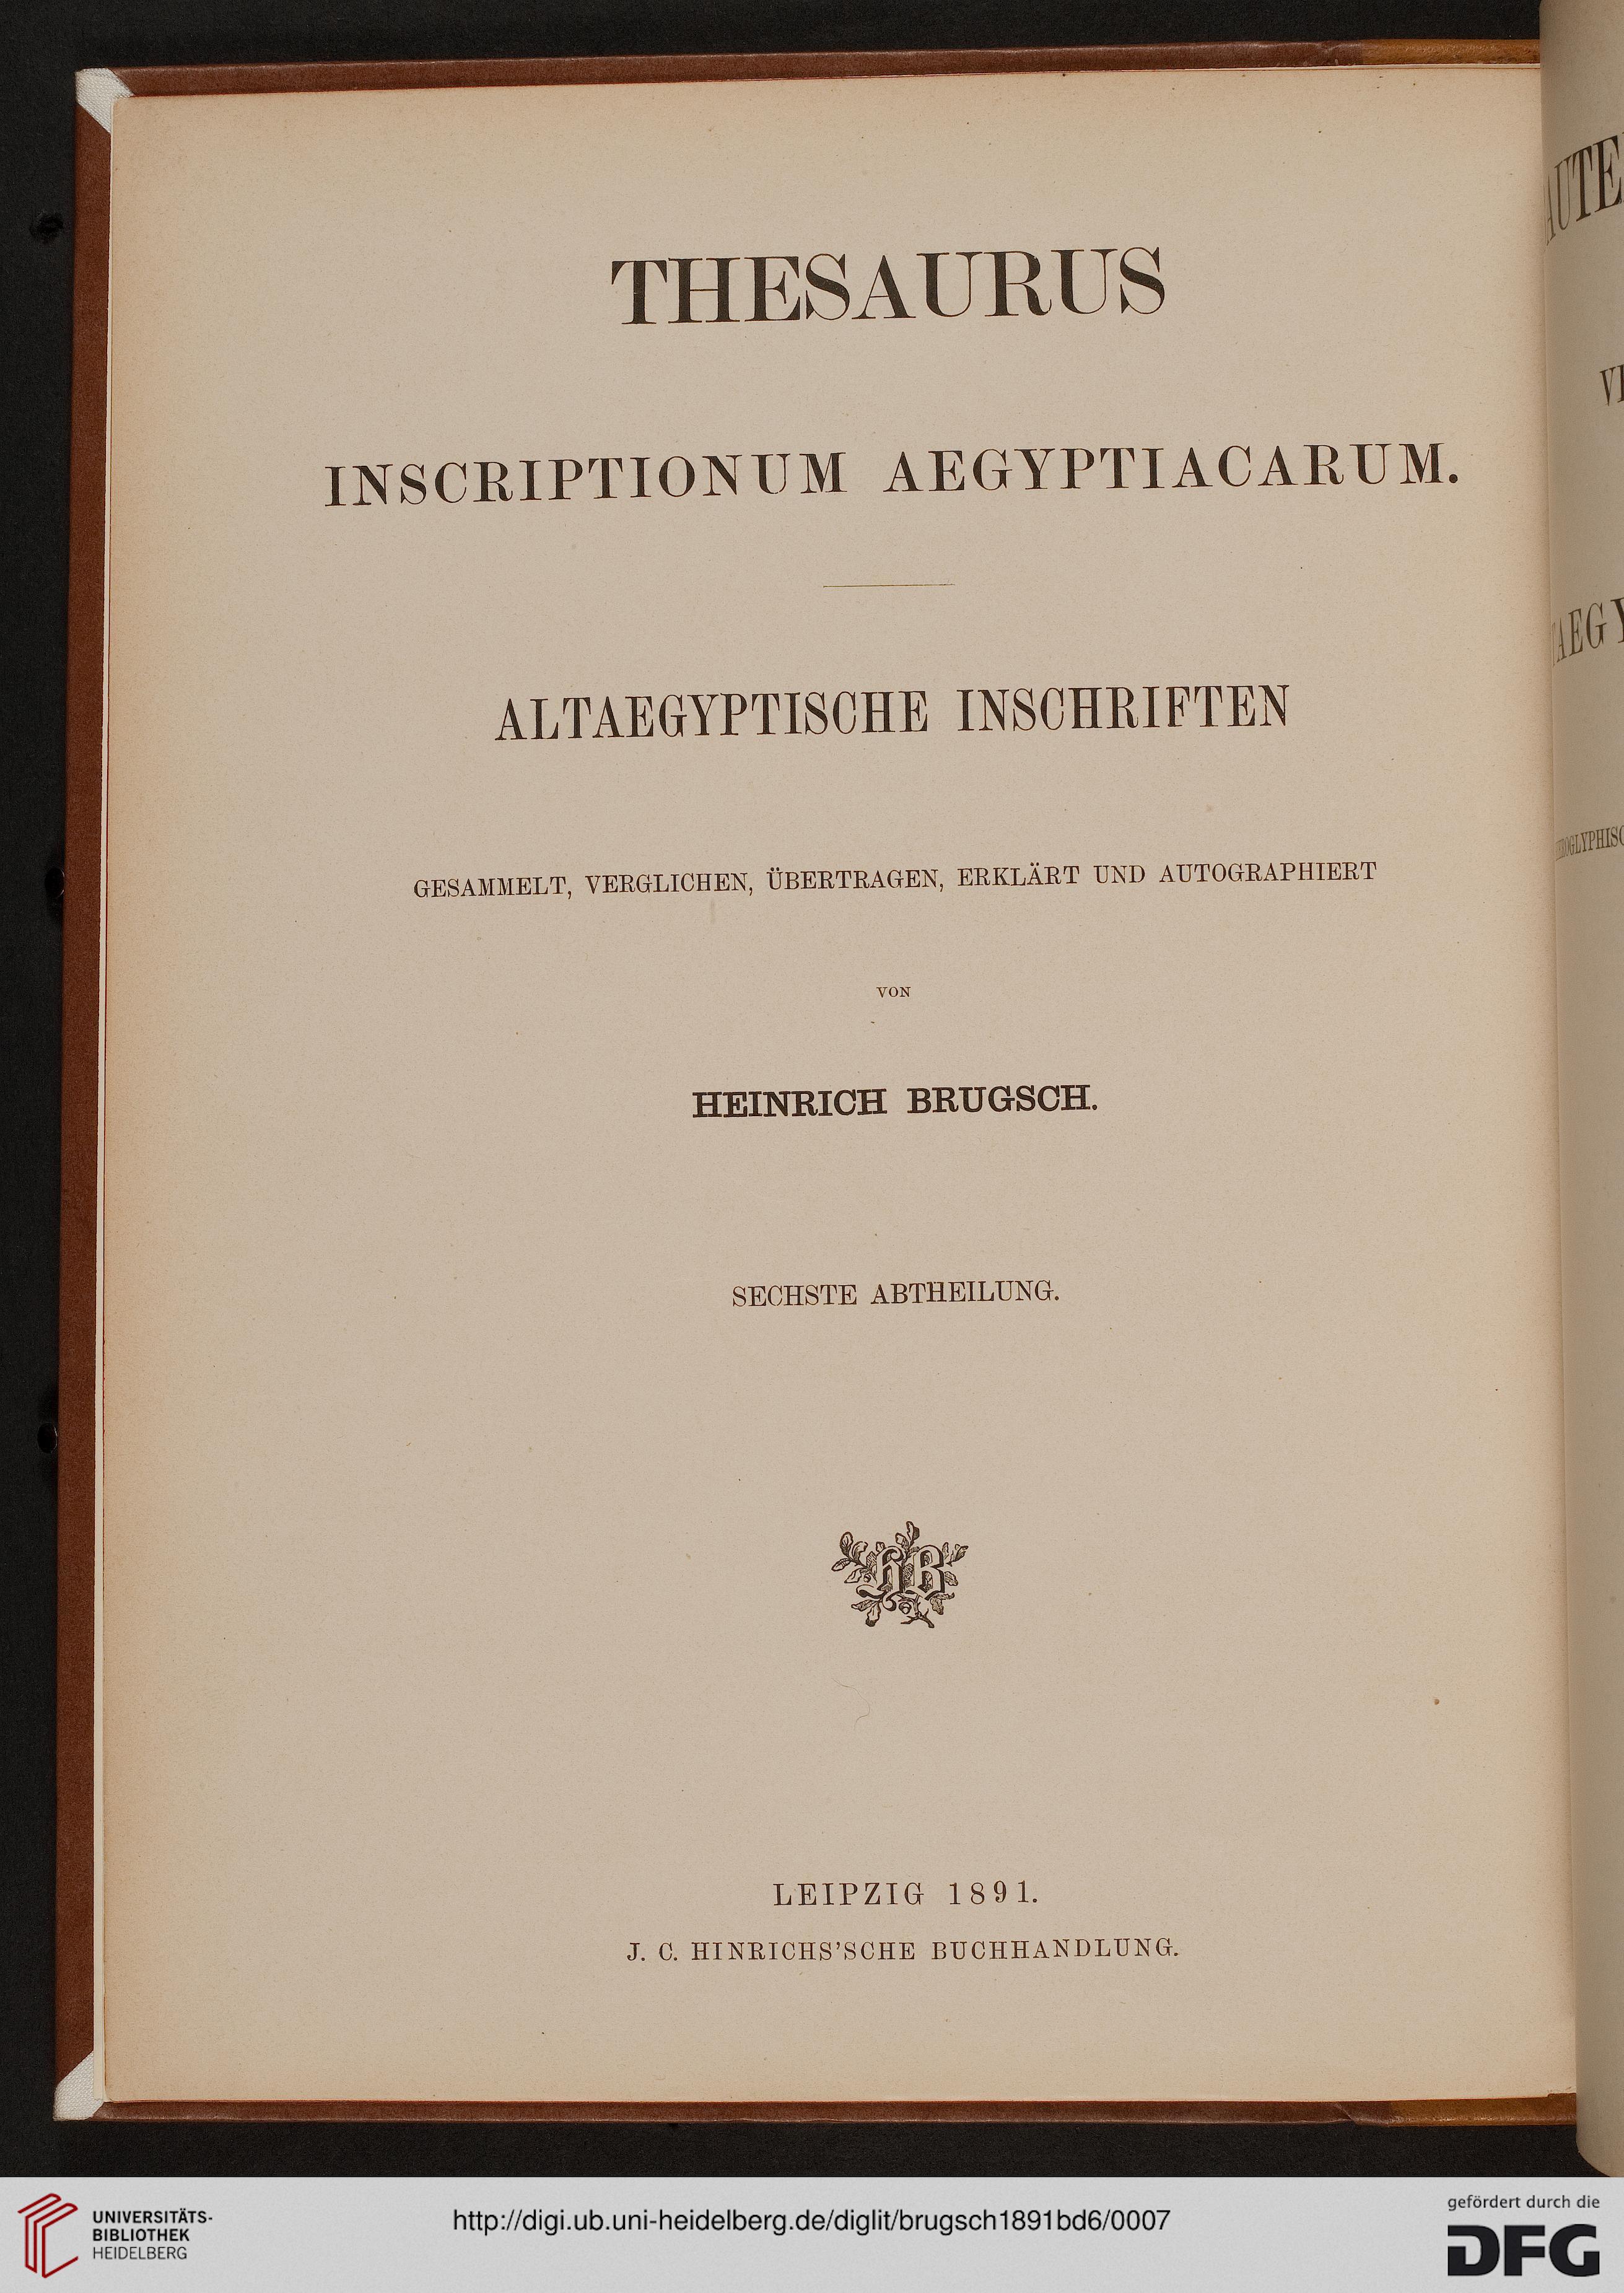 THESAURUS
INSCRIPTIONUM AEGYPTIACARUM.
ALTAEGYPTISCHE INSCHRIFTEN
GESAMMELT, VERGLICHEN, ÜBERTRAGEN, ERKLÄRT UND AUTOGRAPHIERT
VON
HEINRICH BRUGSCH.
SECHSTE ABTHEILUNG.
HB
LEIPZIG 1891.
J. C. HINRICHS'SCHE BUCHHANDLUNG.
UNIVERSITÄTS-
BIBLIOTHEK
HEIDELBERG
http://digi.ub.uni-heidelberg.de/diglit/brugsch1891bd6/0007
gefördert durch die
DFG